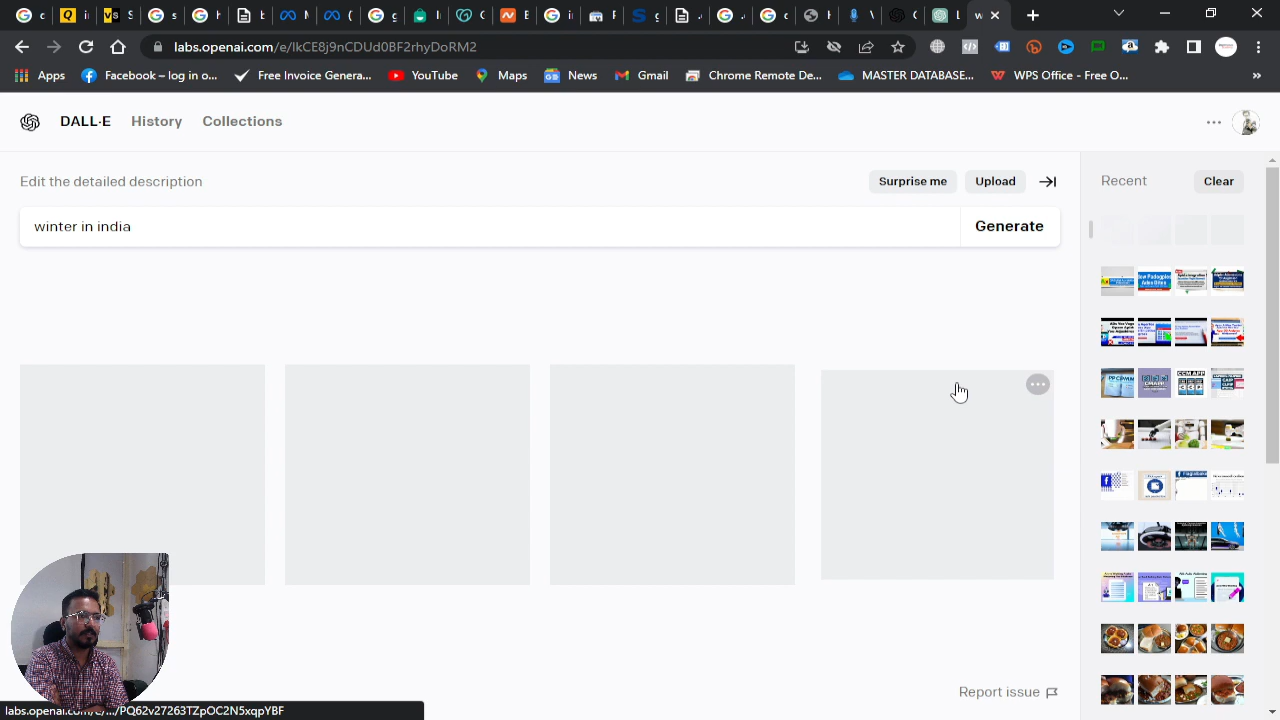 labs.openai.com/e/IkCE8j9nCDUd0BF2rhyDoRM2
Apps
Facebook – log in o...
Free Invoice Genera...
YouTube
Maps
News
Gmail
Chrome Remote De...
MASTER DATABASE...
WPS Office - Free O...
»
DALL·E
History
Collections
Edit the detailed description
Surprise me
Upload
Recent
Clear
winter in india
Generate
Report issue
labs.openai.com/e/.../PQ62v27263TZpOC2N5xqpYBF